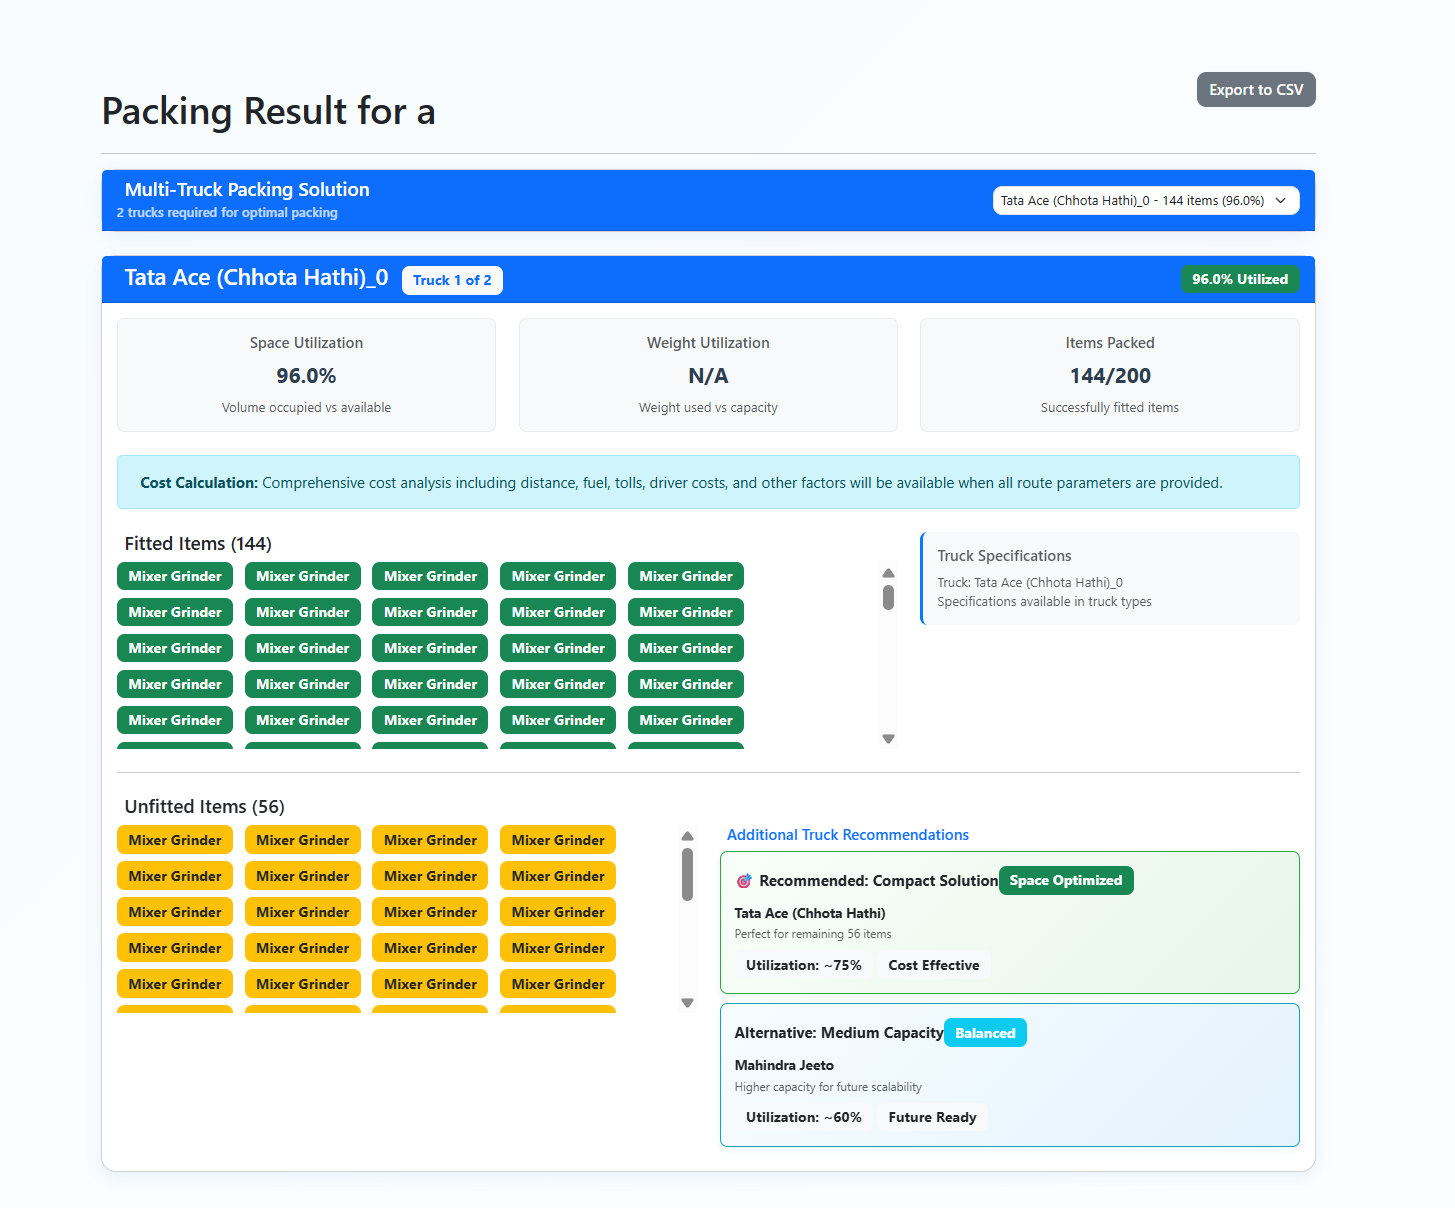 Packing Result for a
Export to CSV
Multi-Truck Packing Solution
2 trucks required for optimal packing
Tata Ace (Chhota Hathi)_0 - 144 items (96.0%)
Tata Ace (Chhota Hathi)_0
Truck 1 of 2
96.0% Utilized
Space Utilization
96.0%
Volume occupied vs available
Weight Utilization
N/A
Weight used vs capacity
Items Packed
144/200
Successfully fitted items
Cost Calculation: Comprehensive cost analysis including distance, fuel, tolls, driver costs, and other factors will be available when all route parameters are provided.
Fitted Items (144)
Mixer Grinder Mixer Grinder Mixer Grinder Mixer Grinder Mixer Grinder
Mixer Grinder Mixer Grinder Mixer Grinder Mixer Grinder Mixer Grinder
Mixer Grinder Mixer Grinder Mixer Grinder Mixer Grinder Mixer Grinder
Mixer Grinder Mixer Grinder Mixer Grinder Mixer Grinder Mixer Grinder
Mixer Grinder Mixer Grinder Mixer Grinder Mixer Grinder Mixer Grinder
Truck Specifications
Truck: Tata Ace (Chhota Hathi)_0
Specifications available in truck types
Unfitted Items (56)
Mixer Grinder Mixer Grinder Mixer Grinder Mixer Grinder
Mixer Grinder Mixer Grinder Mixer Grinder Mixer Grinder
Mixer Grinder Mixer Grinder Mixer Grinder Mixer Grinder
Mixer Grinder Mixer Grinder Mixer Grinder Mixer Grinder
Mixer Grinder Mixer Grinder Mixer Grinder Mixer Grinder
Additional Truck Recommendations
🎯 Recommended: Compact Solution Space Optimized
Tata Ace (Chhota Hathi)
Perfect for remaining 56 items
Utilization: ~75% Cost Effective
Alternative: Medium Capacity Balanced
Mahindra Jeeto
Higher capacity for future scalability
Utilization: ~60% Future Ready